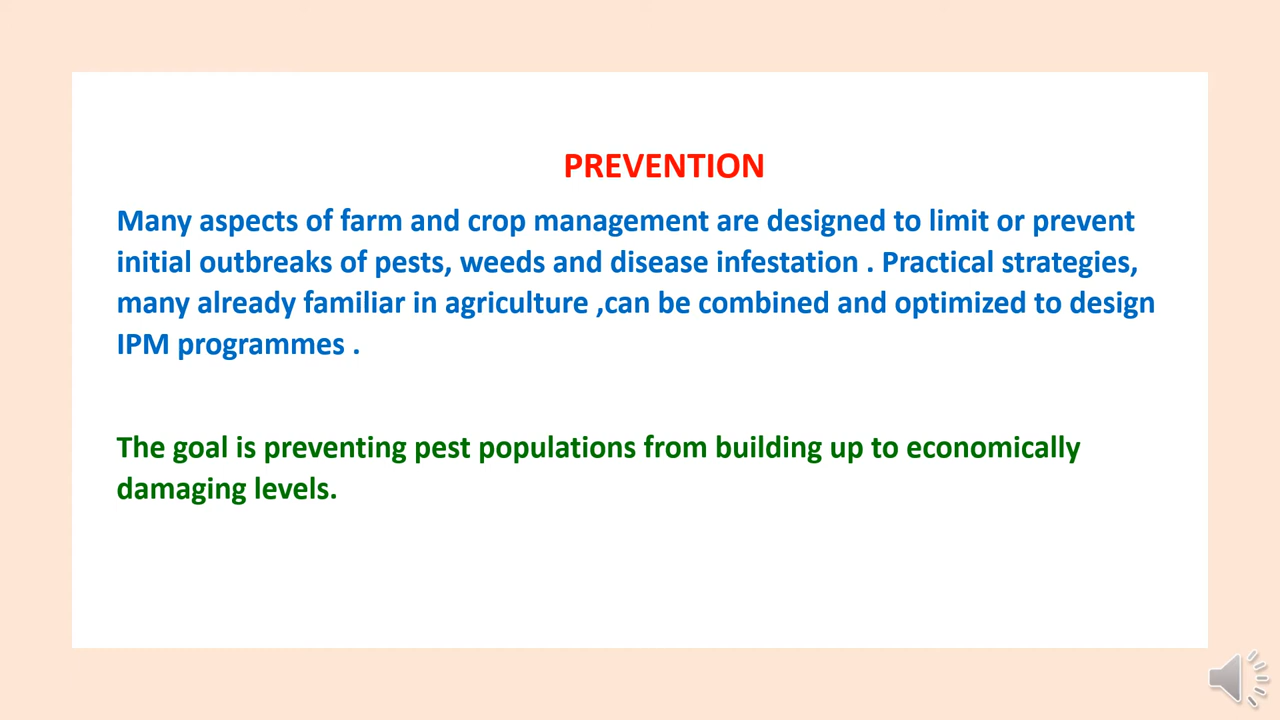 PREVENTION
Many aspects of farm and crop management are designed to limit or prevent
initial outbreaks of pests, weeds and disease infestation . Practical strategies,
many already familiar in agriculture ,can be combined and optimized to design
IPM programmes .
The goal is preventing pest populations from building up to economically
damaging levels.